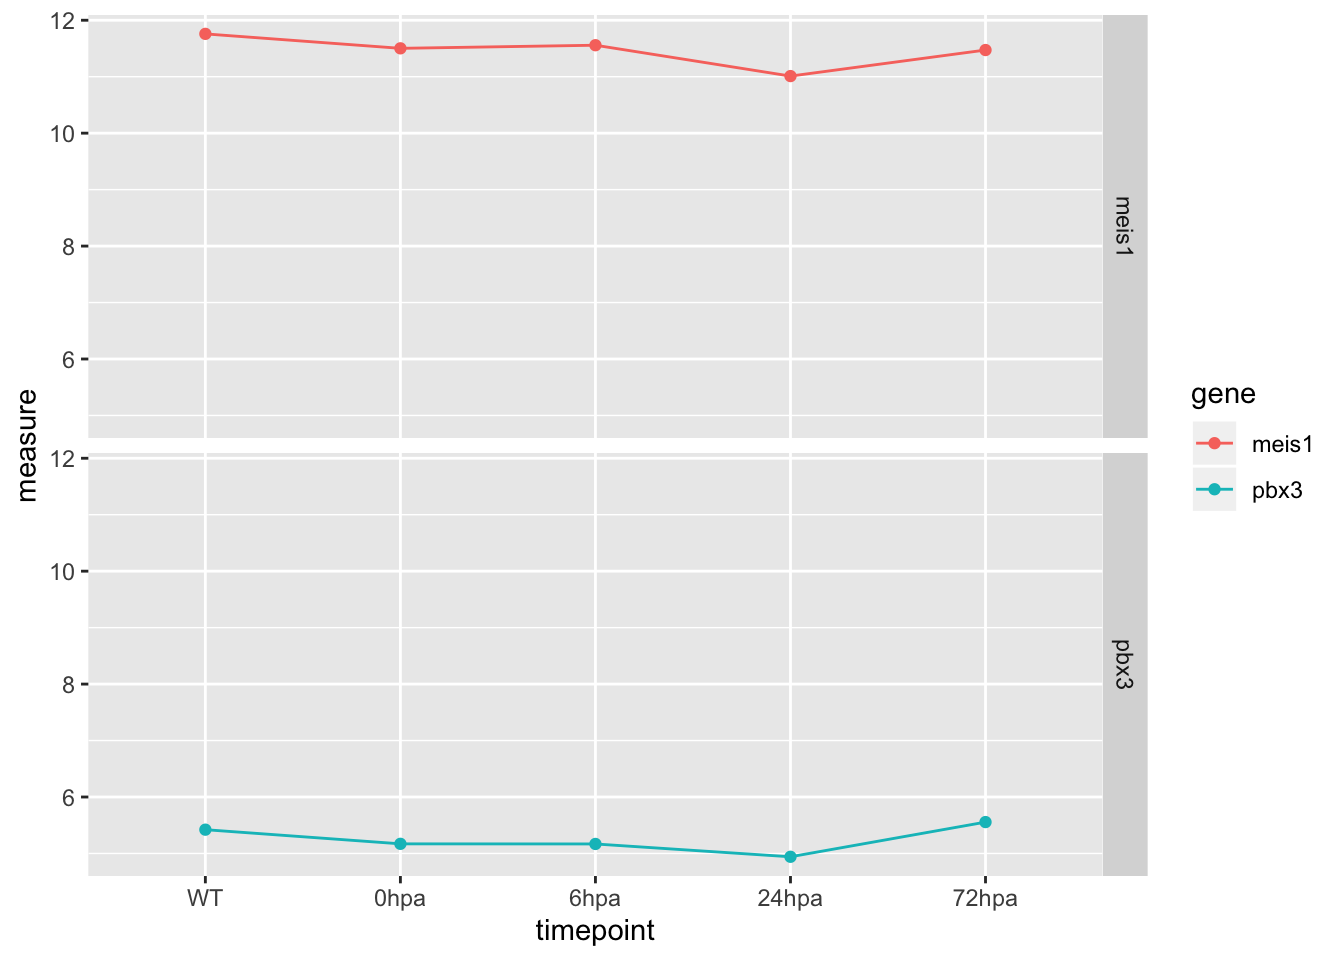 measure
12
10
8
6
meis1
12
10
8
6
pbx3
WT 0hpa 6hpa 24hpa 72hpa
timepoint
gene
meis1
pbx3